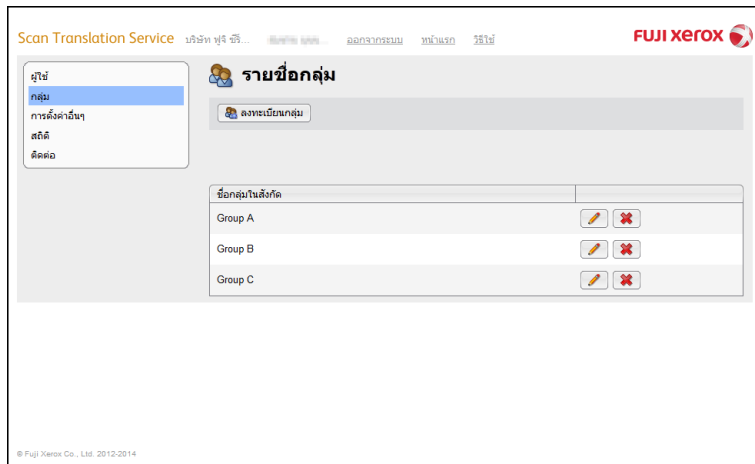 Scan Translation Service บริษัท ฟูจิ ซีร็... ออกจากระบบ หน้าแรก วิธีใช้
FUJI xerox
ผู้ใช้
กลุ่ม
การตั้งค่าอื่นๆ
สถิติ
ติดต่อ
รายชื่อกลุ่ม
ลงทะเบียนกลุ่ม
ชื่อกลุ่มในสังกัด
Group A
Group B
Group C
© Fuji Xerox Co., Ltd. 2012-2014